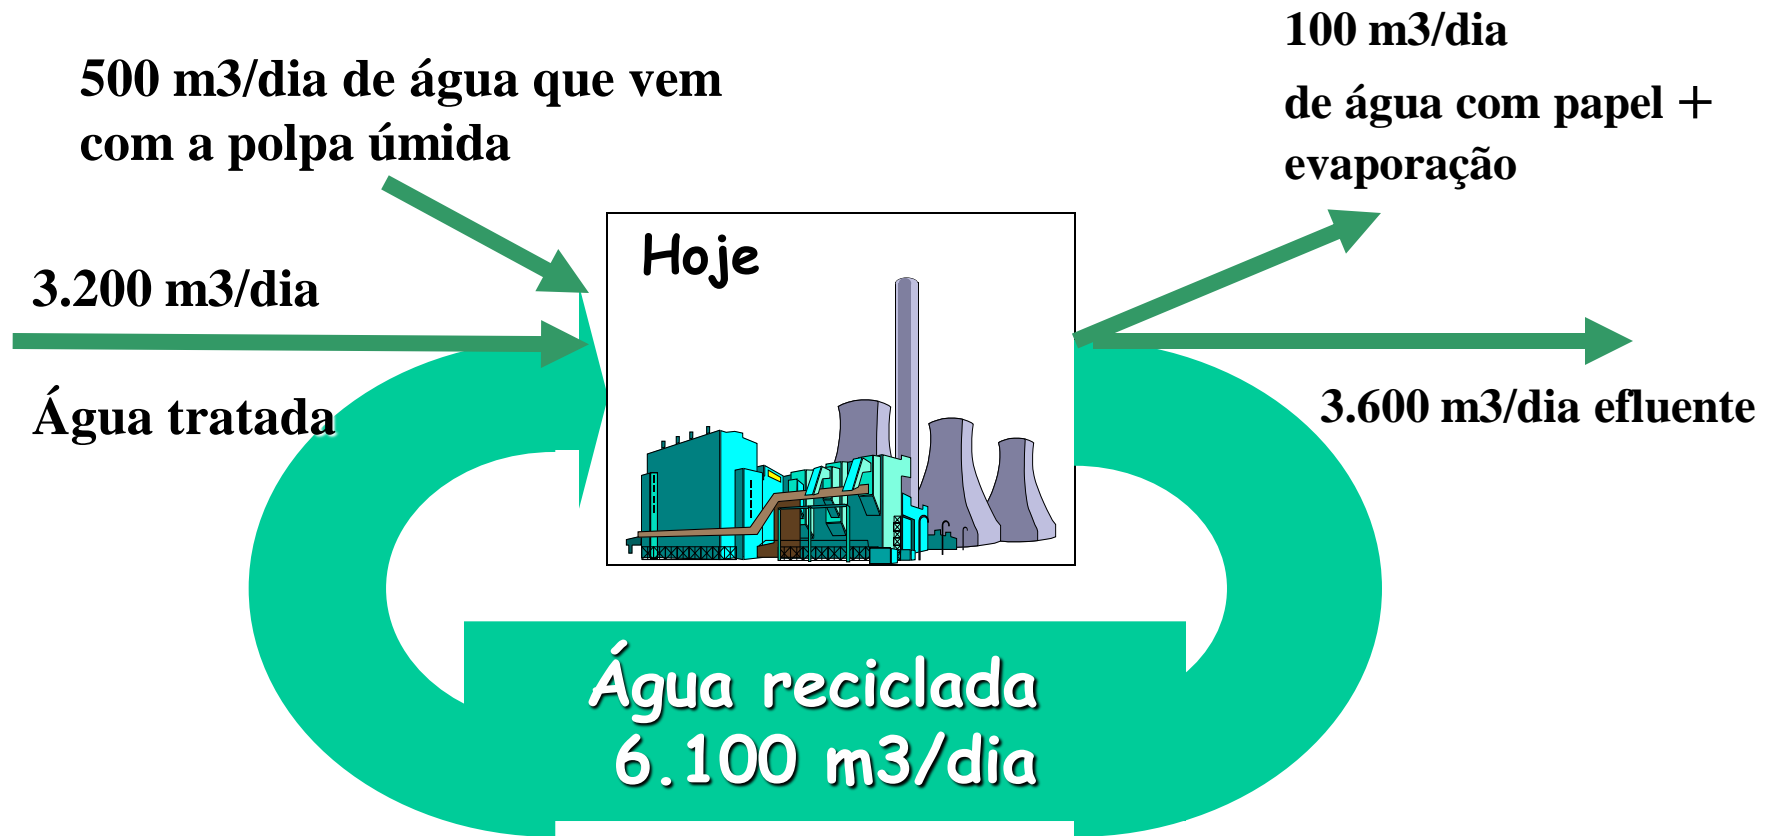 500 m3/dia de água que vem
com a polpa úmida
100 m3/dia
de água com papel +
evaporação
3.200 m3/dia
Água tratada
Hoje
3.600 m3/dia efluente
Água reciclada
6.100 m3/dia